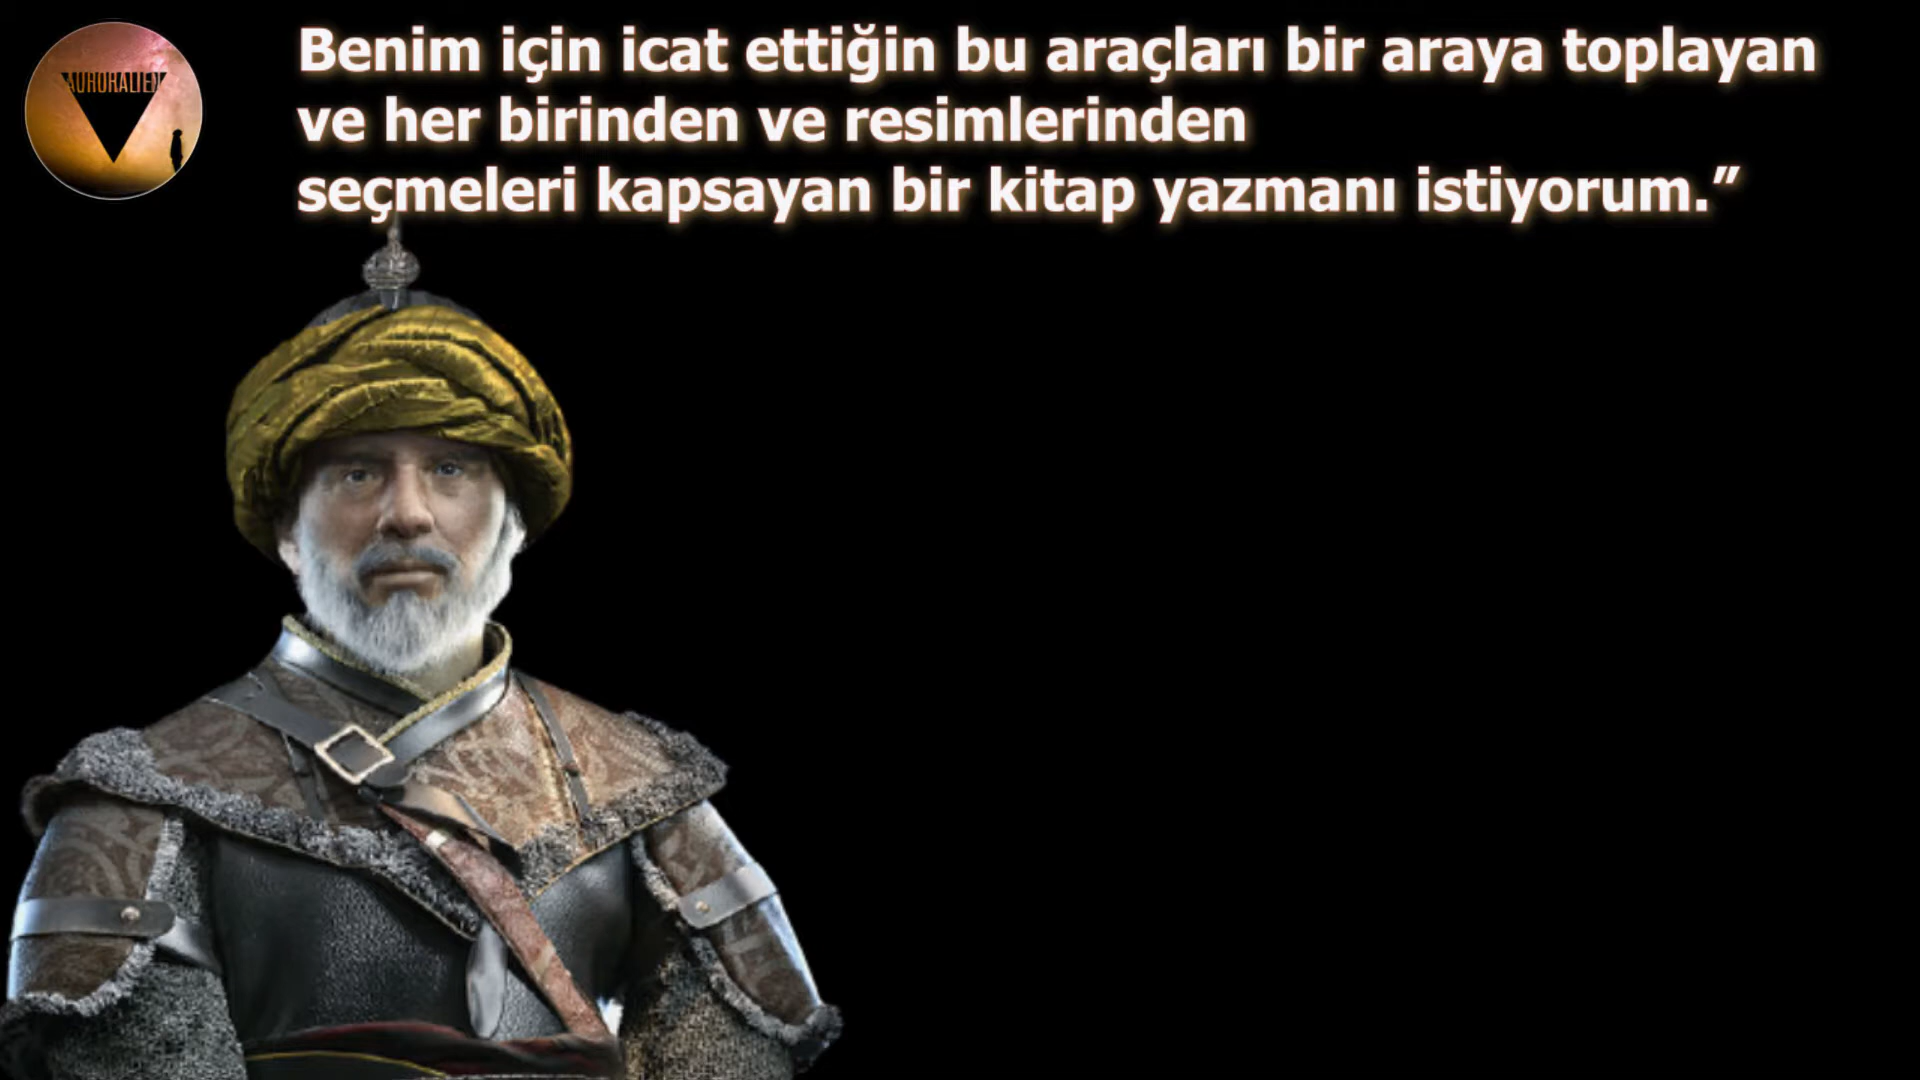 AURORALIEN
Benim için icat ettiğin bu araçları bir araya toplayan
ve her birinden ve resimlerinden
seçmeleri kapsayan bir kitap yazmanı istiyorum.”